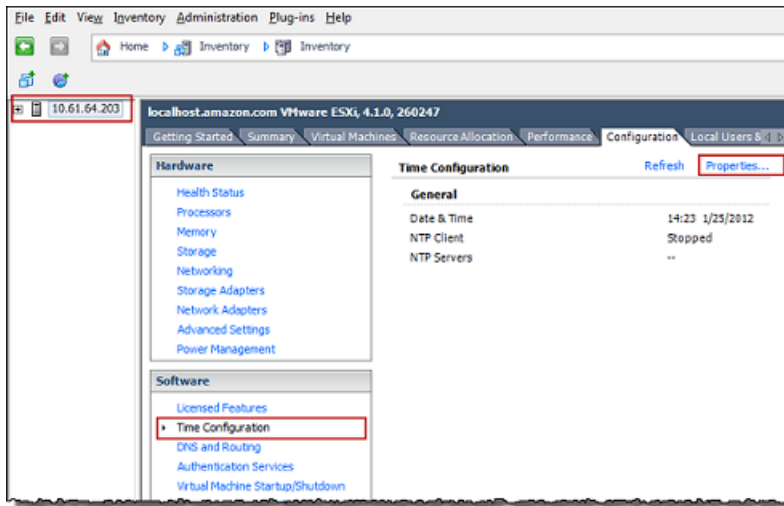 File Edit View Inventory Administration Plug-ins Help
Home Inventory Inventory
10.61.64.203
localhost.amazon.com VMware ESXi, 4.1.0, 260247
Getting Started Summary Virtual Machines Resource Allocation Performance Configuration Local Users &
Hardware
Health Status
Processors
Memory
Storage
Networking
Storage Adapters
Network Adapters
Advanced Settings
Power Management
Software
Licensed Features
Time Configuration
DNS and Routing
Authentication Services
Virtual Machine Startup/Shutdown
Time Configuration Refresh Properties...
General
Date & Time 14:23 1/25/2012
NTP Client Stopped
NTP Servers --